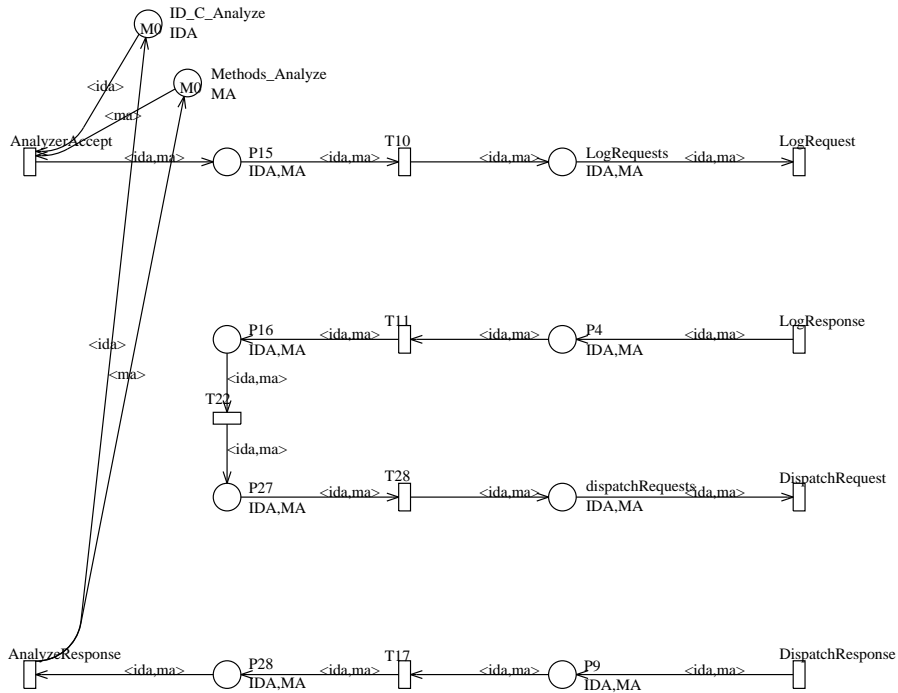 ID_C_Analyze
M0
IDA
Methods_Analyze
<ida>
M0
MA
<ma>
AnalyzerAccept
T10
LogRequest
<ida,ma>
P15
<ida,ma>
<ida,ma>
LogRequests
<ida,ma>
IDA,MA
IDA,MA
P16
T11
P4
LogResponse
<ida,ma>
<ida,ma>
<ida,ma>
<ida>
IDA,MA
IDA,MA
<ma>
<ida,ma>
T22
<ida,ma>
T28
DispatchRequest
P27
<ida,ma>
<ida,ma>
dispatchRequests
<ida,ma>
IDA,MA
IDA,MA
AnalyzeResponse
T17
DispatchResponse
<ida,ma>
P28
<ida,ma>
<ida,ma>
P9
<ida,ma>
IDA,MA
IDA,MA